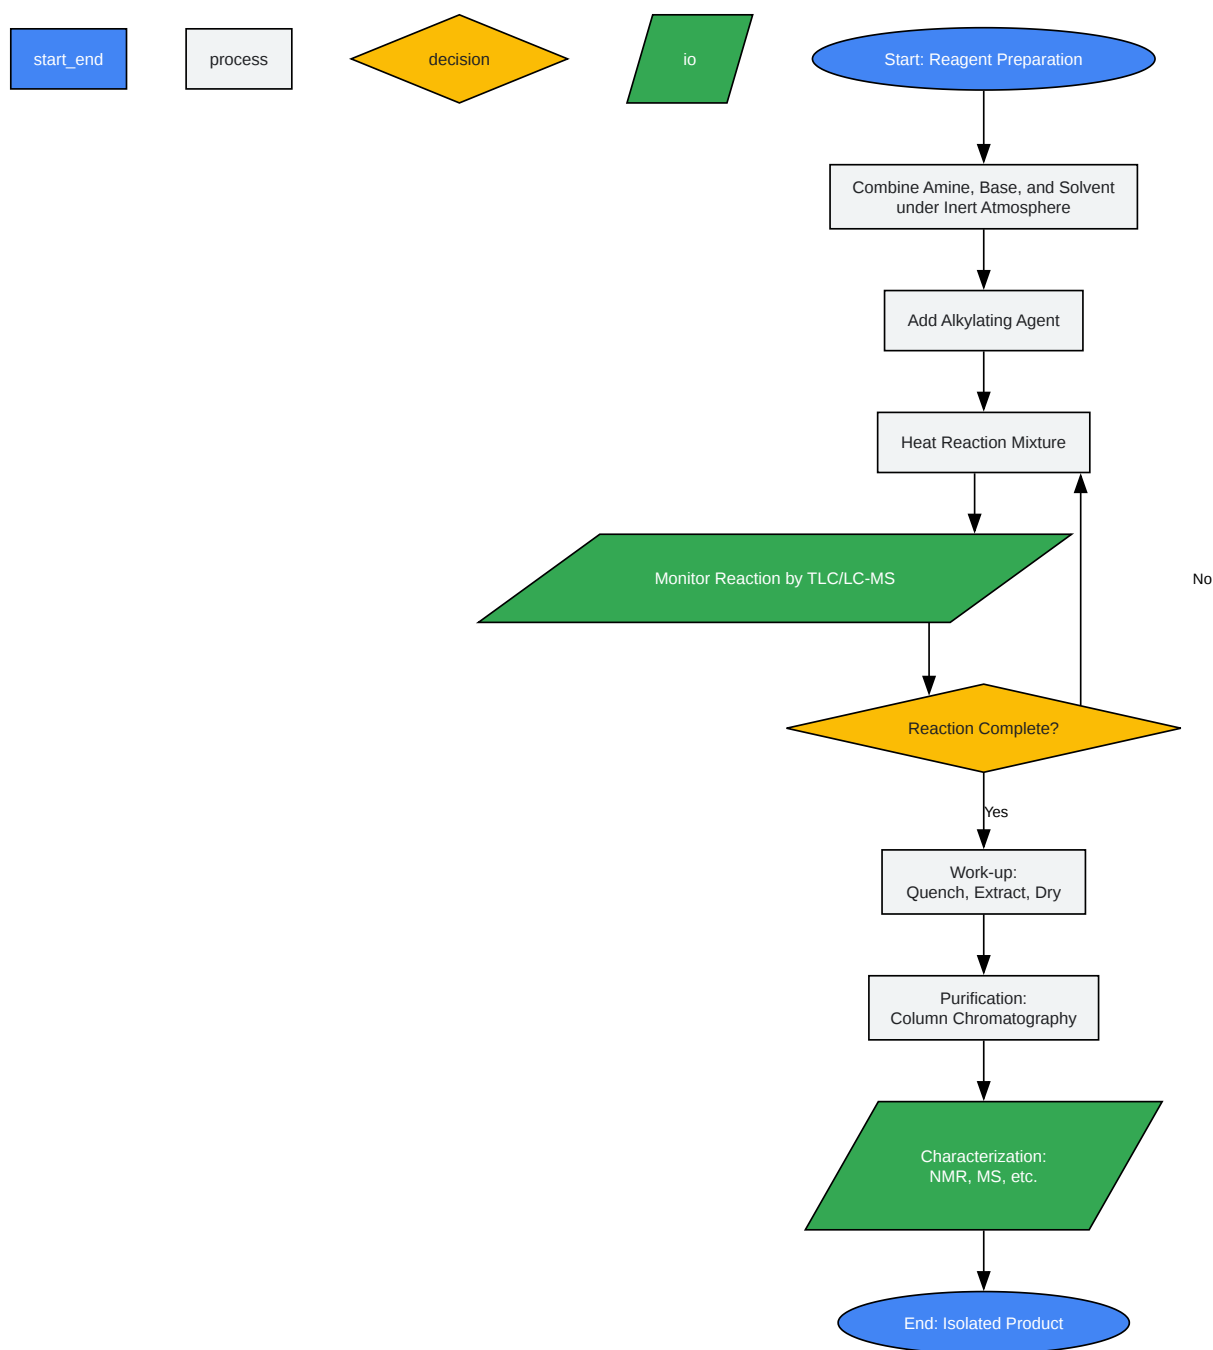 start_end
process
decision
io
Start: Reagent Preparation
Combine Amine, Base, and Solvent
under Inert Atmosphere
Add Alkylating Agent
Heat Reaction Mixture
Monitor Reaction by TLC/LC-MS
No
Reaction Complete?
Yes
Work-up:
Quench, Extract, Dry
Purification:
Column Chromatography
Characterization:
NMR, MS, etc.
End: Isolated Product